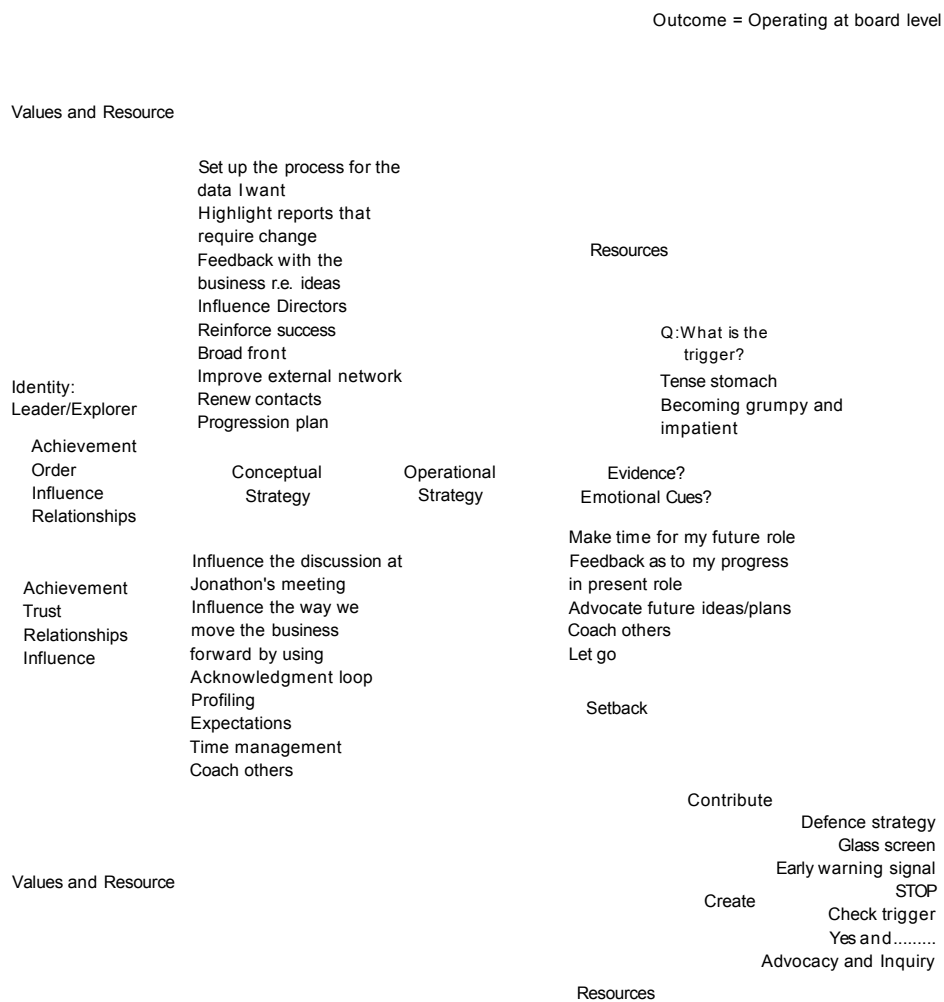 Outcome = Operating at board level
Values and Resource
Set up the process for the
data I want
Highlight reports that
require change
Feedback with the
business r.e. ideas
Influence Directors
Reinforce success
Broad front
Improve external network
Renew contacts
Progression plan
Resources
Q:What is the
trigger?
Tense stomach
Becoming grumpy and
impatient
Identity:
Leader/Explorer
Achievement
Order
Influence
Relationships
Conceptual
Strategy
Operational
Strategy
Evidence?
Emotional Cues?
Achievement
Trust
Relationships
Influence
Influence the discussion at
Jonathon's meeting
Influence the way we
move the business
forward by using
Acknowledgment loop
Profiling
Expectations
Time management
Coach others
Make time for my future role
Feedback as to my progress
in present role
Advocate future ideas/plans
Coach others
Let go
Setback
Contribute
Defence strategy
Glass screen
Early warning signal
STOP
Create
Check trigger
Yes and.........
Advocacy and Inquiry
Values and Resource
Resources